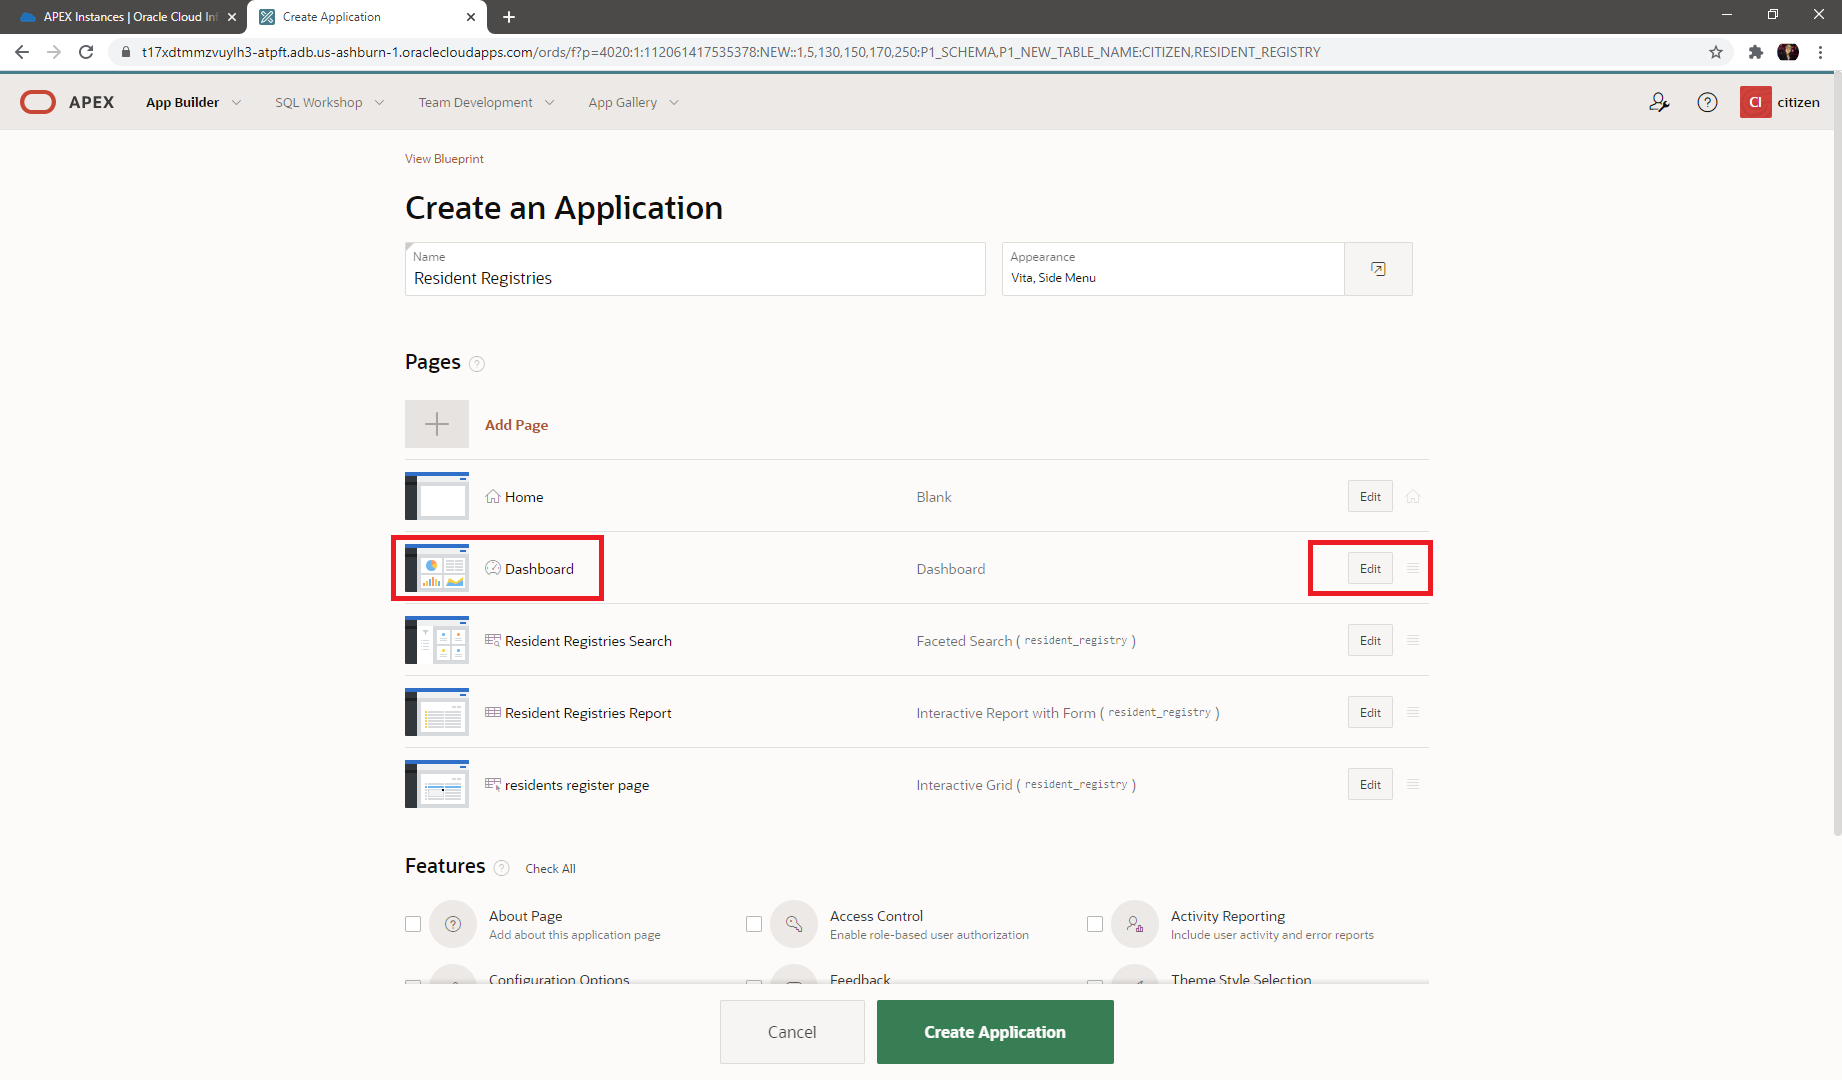 APEX Instances | Oracle Cloud Inf
Create Application
t17xdtmmzvuylh3-atpft.adb.us-ashburn-1.oraclecloudapps.com/ords/f?p=4020:1:112061417535378:NEW::1,5,130,150,170,250:P1_SCHEMA,P1_NEW_TABLE_NAME:CITIZEN,RESIDENT_REGISTRY
APEX App Builder SQL Workshop Team Development App Gallery CI citizen
View Blueprint
Create an Application
Name
Resident Registries
Appearance
Vita, Side Menu
Pages ?
Add Page
Home Blank Edit
Dashboard Dashboard Edit
Resident Registries Search Faceted Search ( resident_registry ) Edit
Resident Registries Report Interactive Report with Form ( resident_registry ) Edit
residents register page Interactive Grid ( resident_registry ) Edit
Features ? Check All
About Page
Add about this application page
Access Control
Enable role-based user authorization
Activity Reporting
Include user activity and error reports
Configuration Options
Feedback
Theme Style Selection
Cancel
Create Application